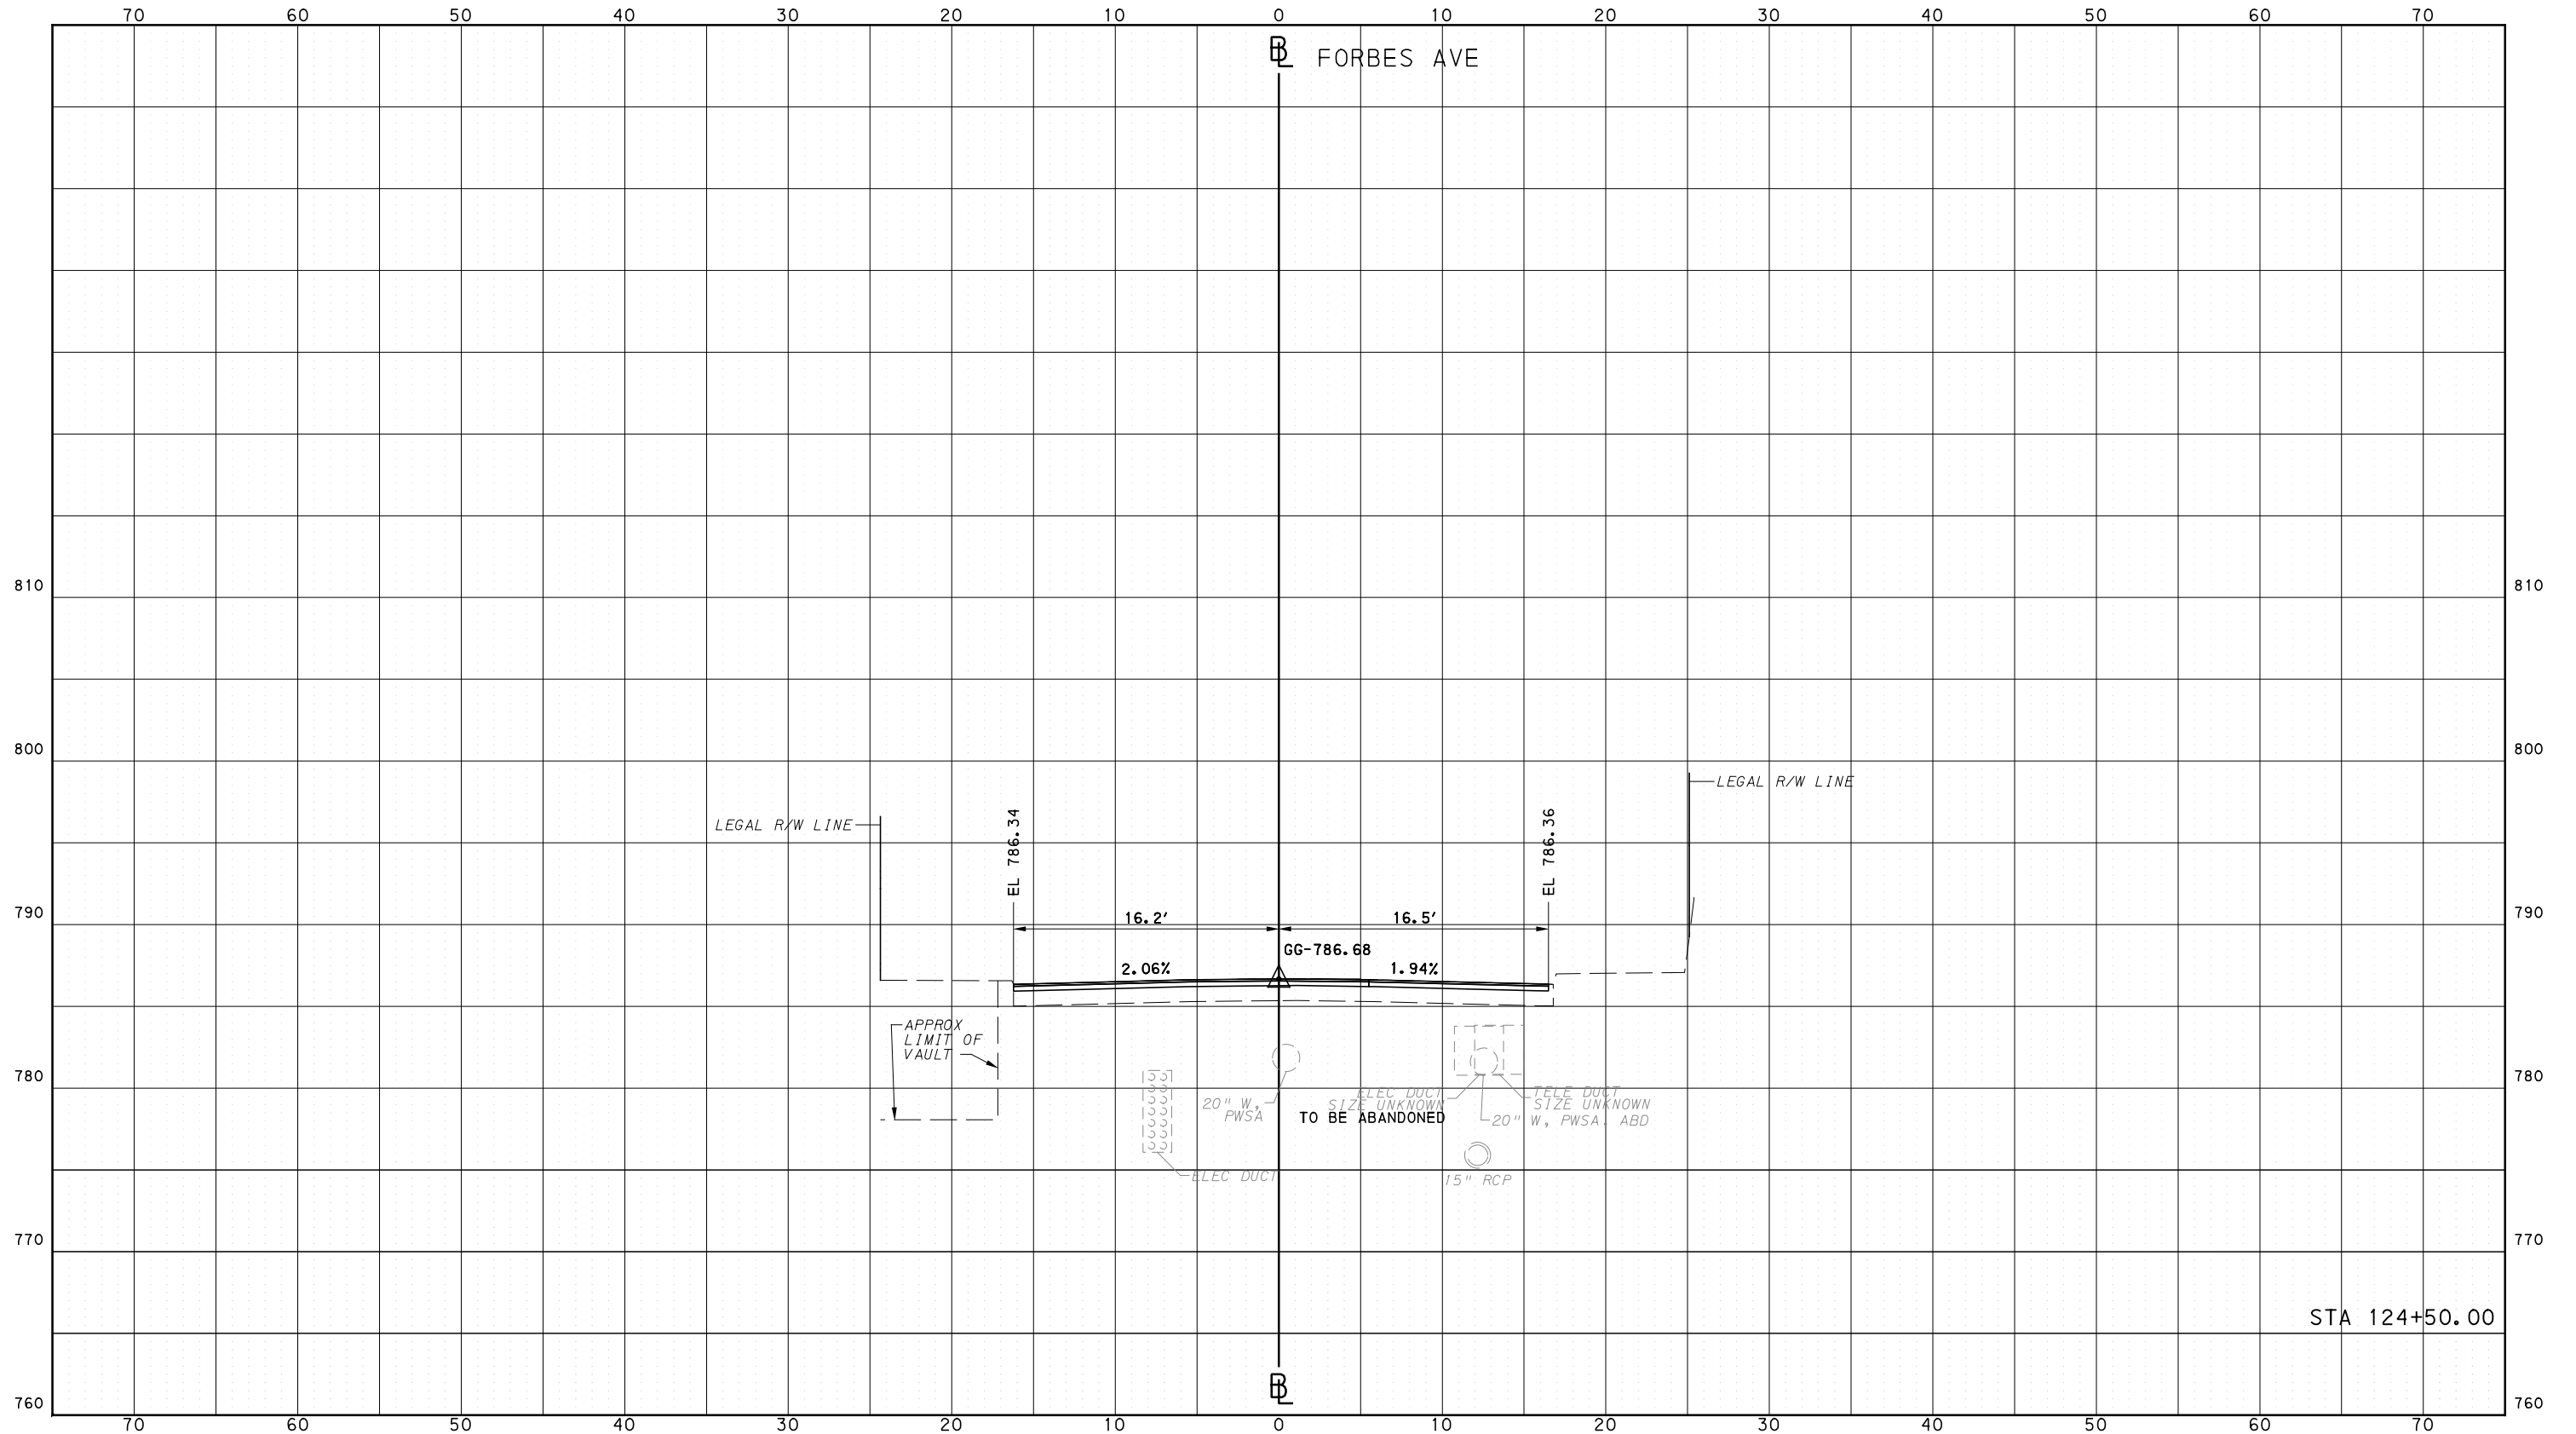 70 60 50 40 30 20 10 0 10 20 30 40 50 60 70
BL FORBES AVE
810 810
800 800
LEGAL R/W LINE
LEGAL R/W LINE
EL 786.34
EL 786.36
790 790
16.2' 16.5'
GG-786.68
2.06% 1.94%
APPROX
LIMIT OF
VAULT
780 780
ELEC DUCT
SIZE UNKNOWN
TELE DUCT
SIZE UNKNOWN
20" W,
PWSA
TO BE ABANDONED
20" W, PWSA. ABD
ELEC DUCT
15" RCP
770 770
STA 124+50.00
BL
760 760
70 60 50 40 30 20 10 0 10 20 30 40 50 60 70